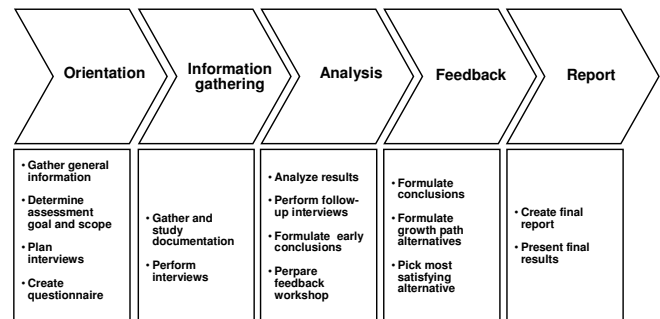 Orientation
Information
gathering
Analysis
Feedback
Report
• Gather general
information
• Determine
assessment
goal and scope
• Plan
interviews
• Create
questionnaire
• Gather and
study
documentation
• Perform
interviews
• Analyze results
• Perform follow-
up interviews
• Formulate early
conclusions
• Perpare
feedback
workshop
• Formulate
conclusions
• Formulate
growth path
alternatives
• Pick most
satisfying
alternative
• Create final
report
• Present final
results